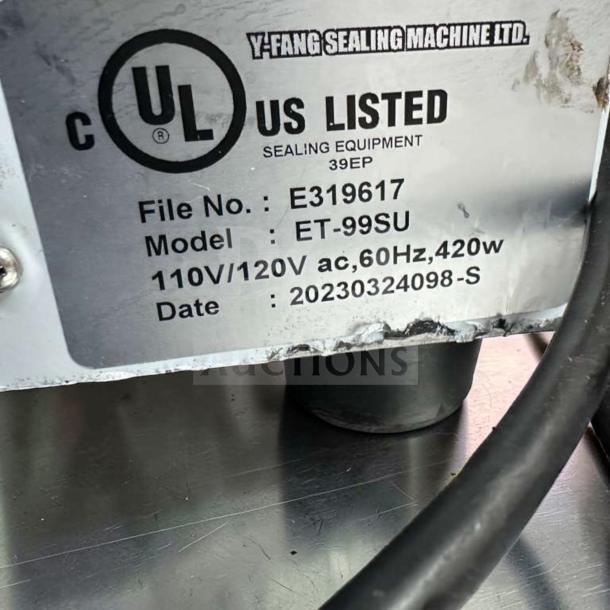 Y-FANG SEALING MACHINE LTD.
C UL ® US LISTED
SEALING EQUIPMENT
39EP
File No. : E319617
Model : ET-99SU
110V/120V ac,60Hz,420w
Date : 20230324098-S
AUCTIONS